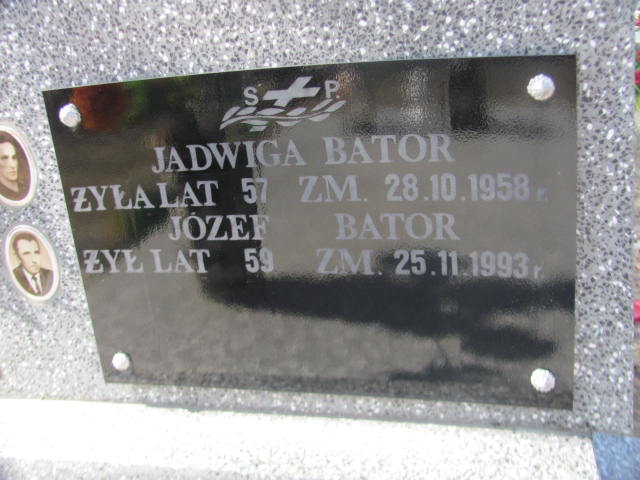 S P.
JADWIGA BATOR
ŻYŁA LAT 57 ZM. 28.10.1958 r.
JÓZEF BATOR
ŻYŁ LAT 59 ZM. 25.11.1993 r.